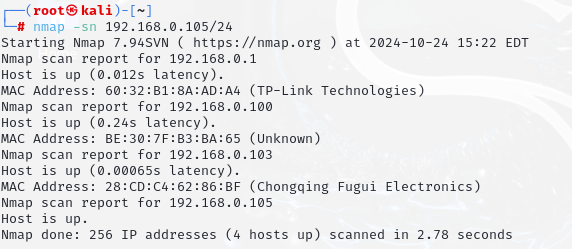 ┌──(root㉿kali)-[~]
└─# nmap -sn 192.168.0.105/24
Starting Nmap 7.94SVN ( https://nmap.org ) at 2024-10-24 15:22 EDT
Nmap scan report for 192.168.0.1
Host is up (0.012s latency).
MAC Address: 60:32:B1:8A:AD:A4 (TP-Link Technologies)
Nmap scan report for 192.168.0.100
Host is up (0.24s latency).
MAC Address: BE:30:7F:B3:BA:65 (Unknown)
Nmap scan report for 192.168.0.103
Host is up (0.00065s latency).
MAC Address: 28:CD:C4:62:86:BF (Chongqing Fugui Electronics)
Nmap scan report for 192.168.0.105
Host is up.
Nmap done: 256 IP addresses (4 hosts up) scanned in 2.78 seconds